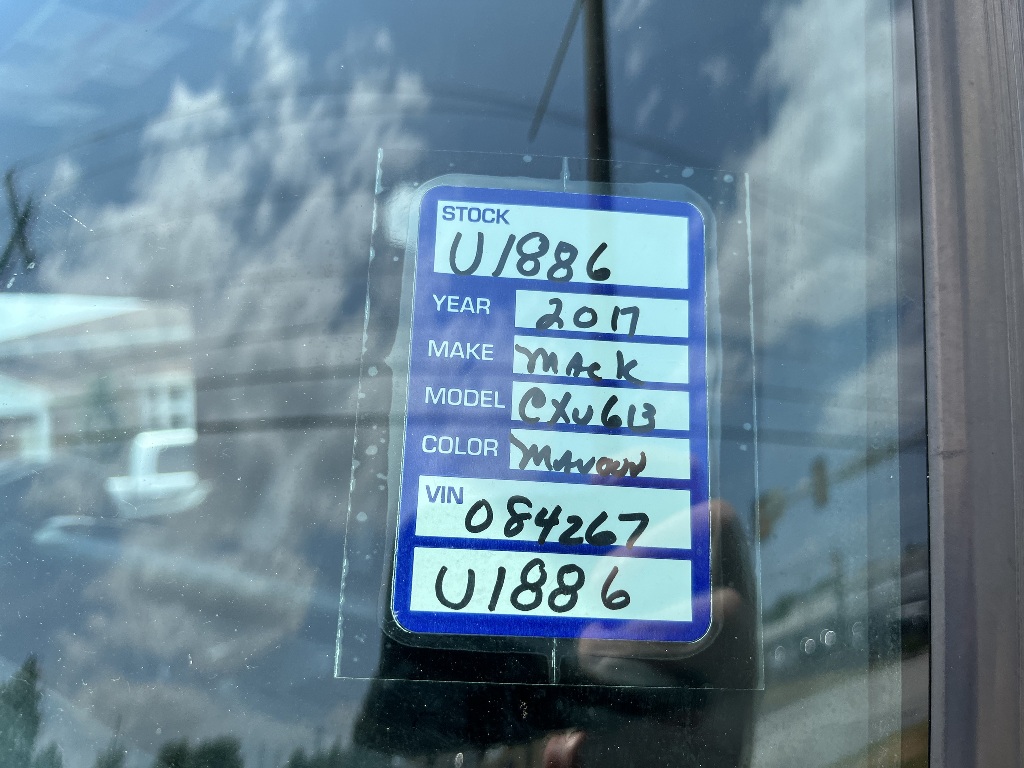 STOCK
U1886
YEAR 2017
MAKE MACK
MODEL CXU613
COLOR MAROON
VIN 084267
U1886